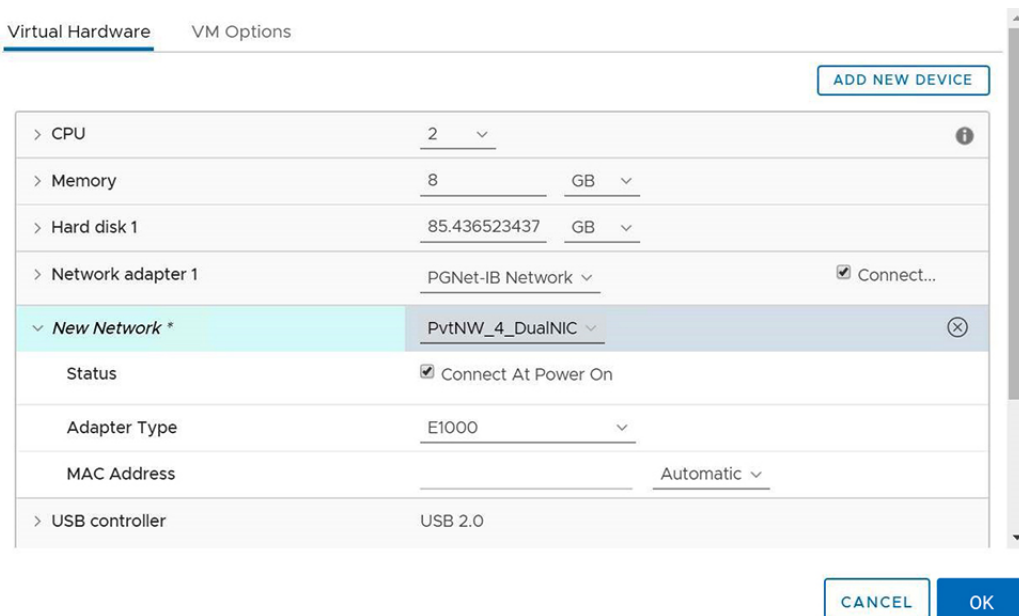 Virtual Hardware VM Options
ADD NEW DEVICE
CPU 2
Memory 8 GB
Hard disk 1 85.436523437 GB
Network adapter 1 PGNet-IB Network Connect...
New Network * PvtNW_4_DualNIC
Status Connect At Power On
Adapter Type E1000
MAC Address Automatic
USB controller USB 2.0
CANCEL OK